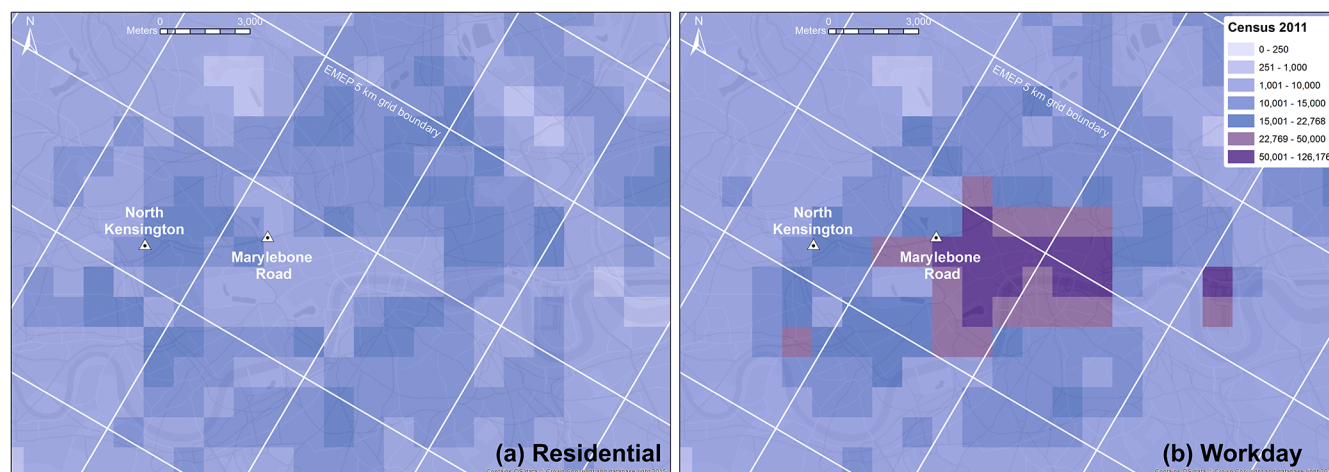 N
0 3,000
Meters
EMEP 5 km grid boundary
North
Kensington
Marylebone
Road
(a) Residential
N
0 3,000
Meters
EMEP 5 km grid boundary
North
Kensington
Marylebone
Road
(b) Workday
Census 2011
0 - 250
251 - 1,000
1,001 - 10,000
10,001 - 15,000
15,001 - 22,768
22,769 - 50,000
50,001 - 126,176